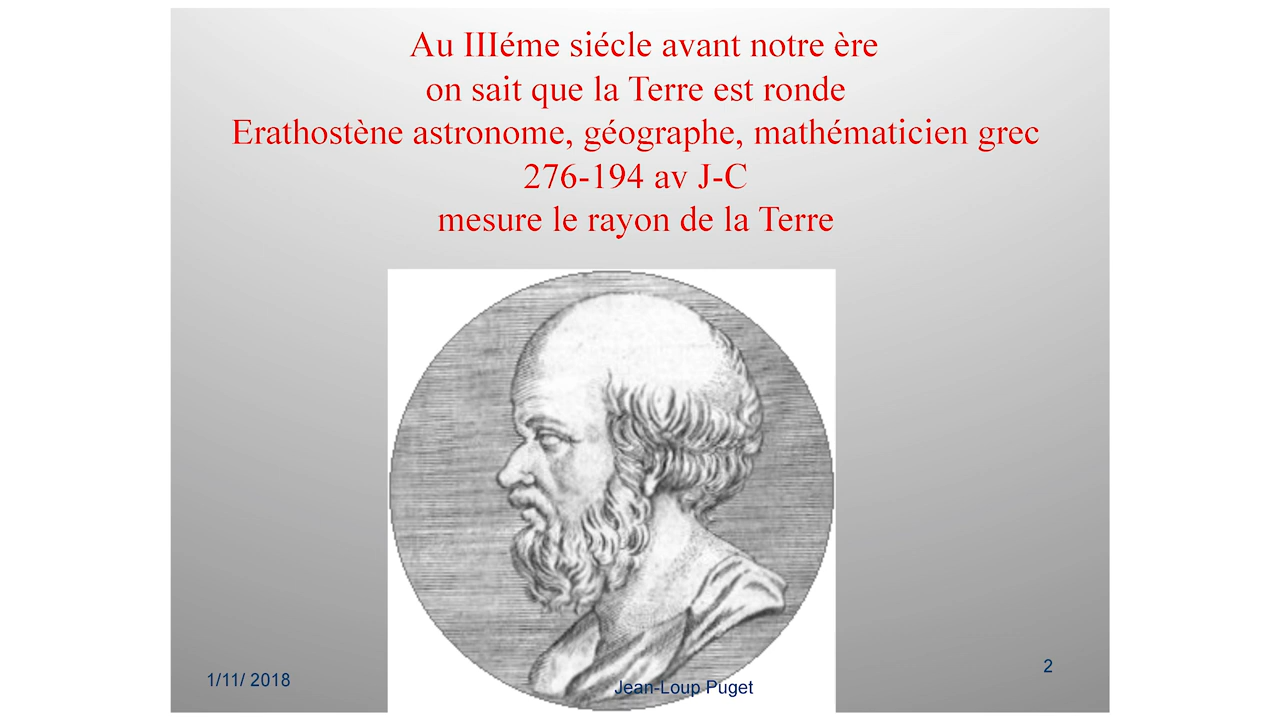 Au IIIéme siécle avant notre ère
on sait que la Terre est ronde
Erathostène astronome, géographe, mathématicien grec
276-194 av J-C
mesure le rayon de la Terre
1/11/ 2018
Jean-Loup Puget
2